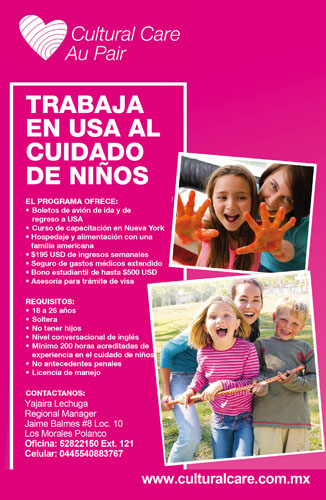 Cultural Care
Au Pair
TRABAJA
EN USA AL
CUIDADO
DE NIÑOS
EL PROGRAMA OFRECE:
• Boletos de avión de ida y de
regreso a USA
• Curso de capacitación en Nueva York
• Hospedaje y alimentación con una
familia americana
• $195 USD de ingresos semanales
• Seguro de gastos médicos extendido
• Bono estudiantil de hasta $500 USD
• Asesoría para trámite de visa
REQUISITOS:
• 18 a 26 años
• Soltera
• No tener hijos
• Nivel conversacional de inglés
• Mínimo 200 horas acreditadas de
experiencia en el cuidado de niños
• No antecedentes penales
• Licencia de manejo
CONTACTANOS:
Yajaira Lechuga
Regional Manager
Jaime Balmes #8 Loc. 10
Los Morales Polanco
Oficina: 52822150 Ext. 121
Celular: 0445540883767
www.culturalcare.com.mx